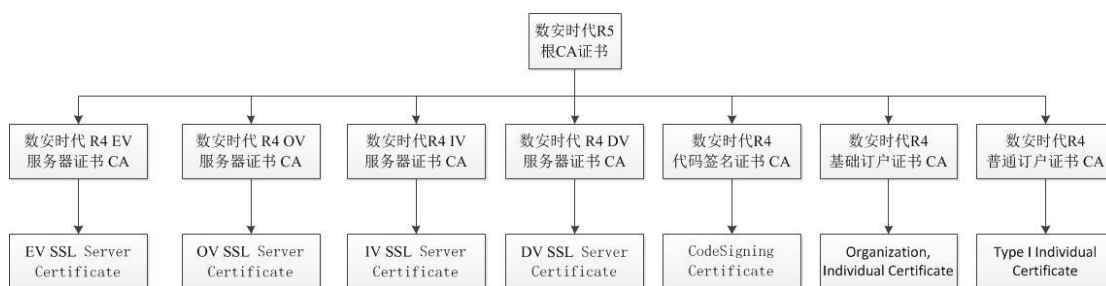 数安时代R5
根CA证书
数安时代 R4 EV
服务器证书 CA
数安时代 R4 OV
服务器证书 CA
数安时代R4 IV
服务器证书 CA
数安时代 R4 DV
服务器证书 CA
数安时代R4
代码签名证书 CA
数安时代R4
基础订户证书 CA
数安时代R4
普通订户证书 CA
EV SSL Server
Certificate
OV SSL Server
Certificate
IV SSL Server
Certificate
DV SSL Server
Certificate
CodeSigning
Certificate
Organization,
Individual Certificate
Type I Individual
Certificate